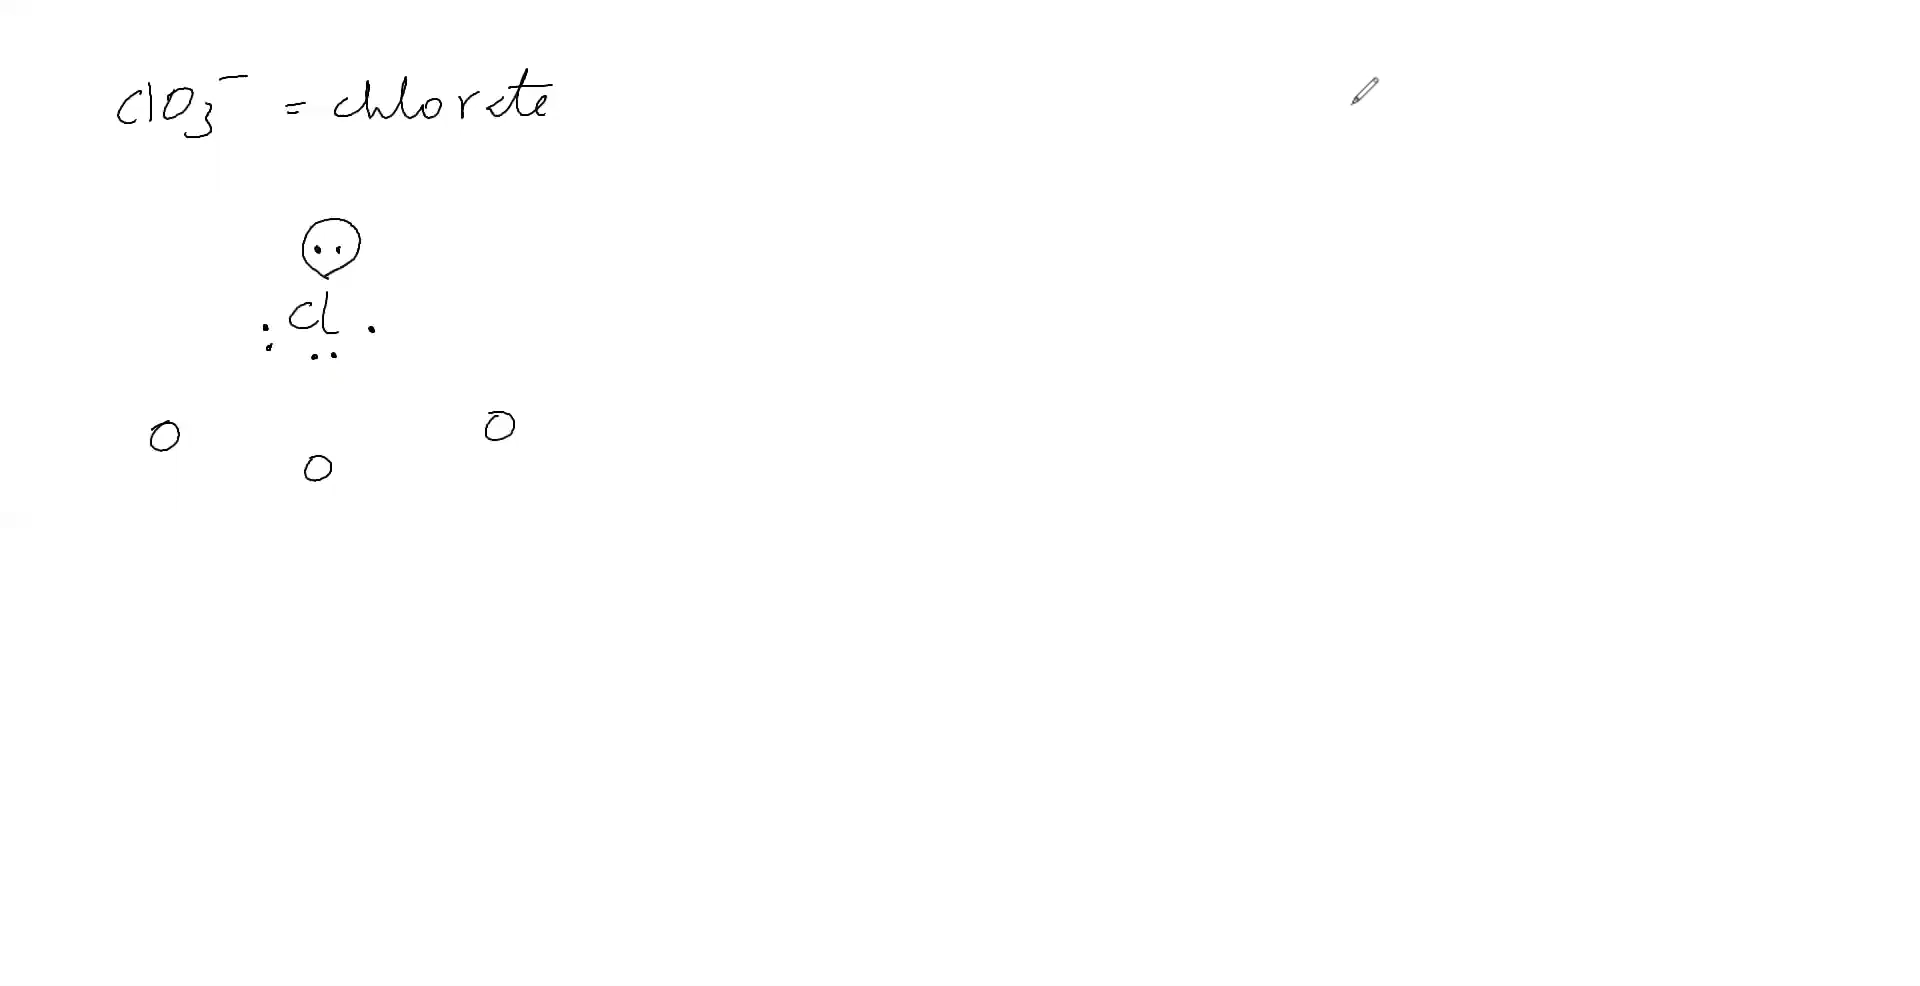 ClO3⁻ = chlorate
Cl
O O
O